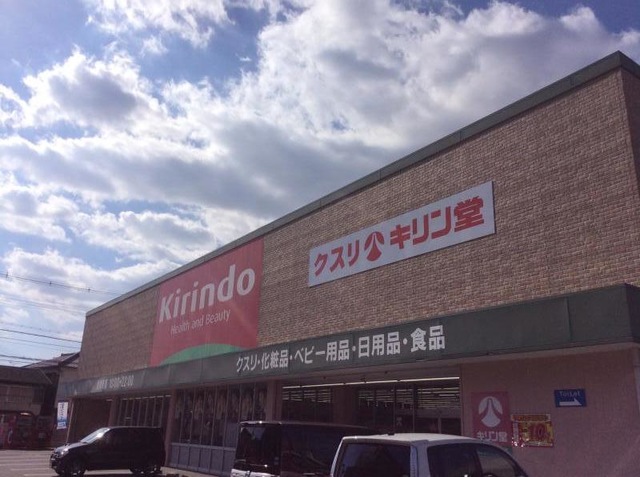 Kirindo
Health and Beauty
クスリ キリン堂
クスリ・化粧品・ベビー用品・日用品・食品
キリン堂